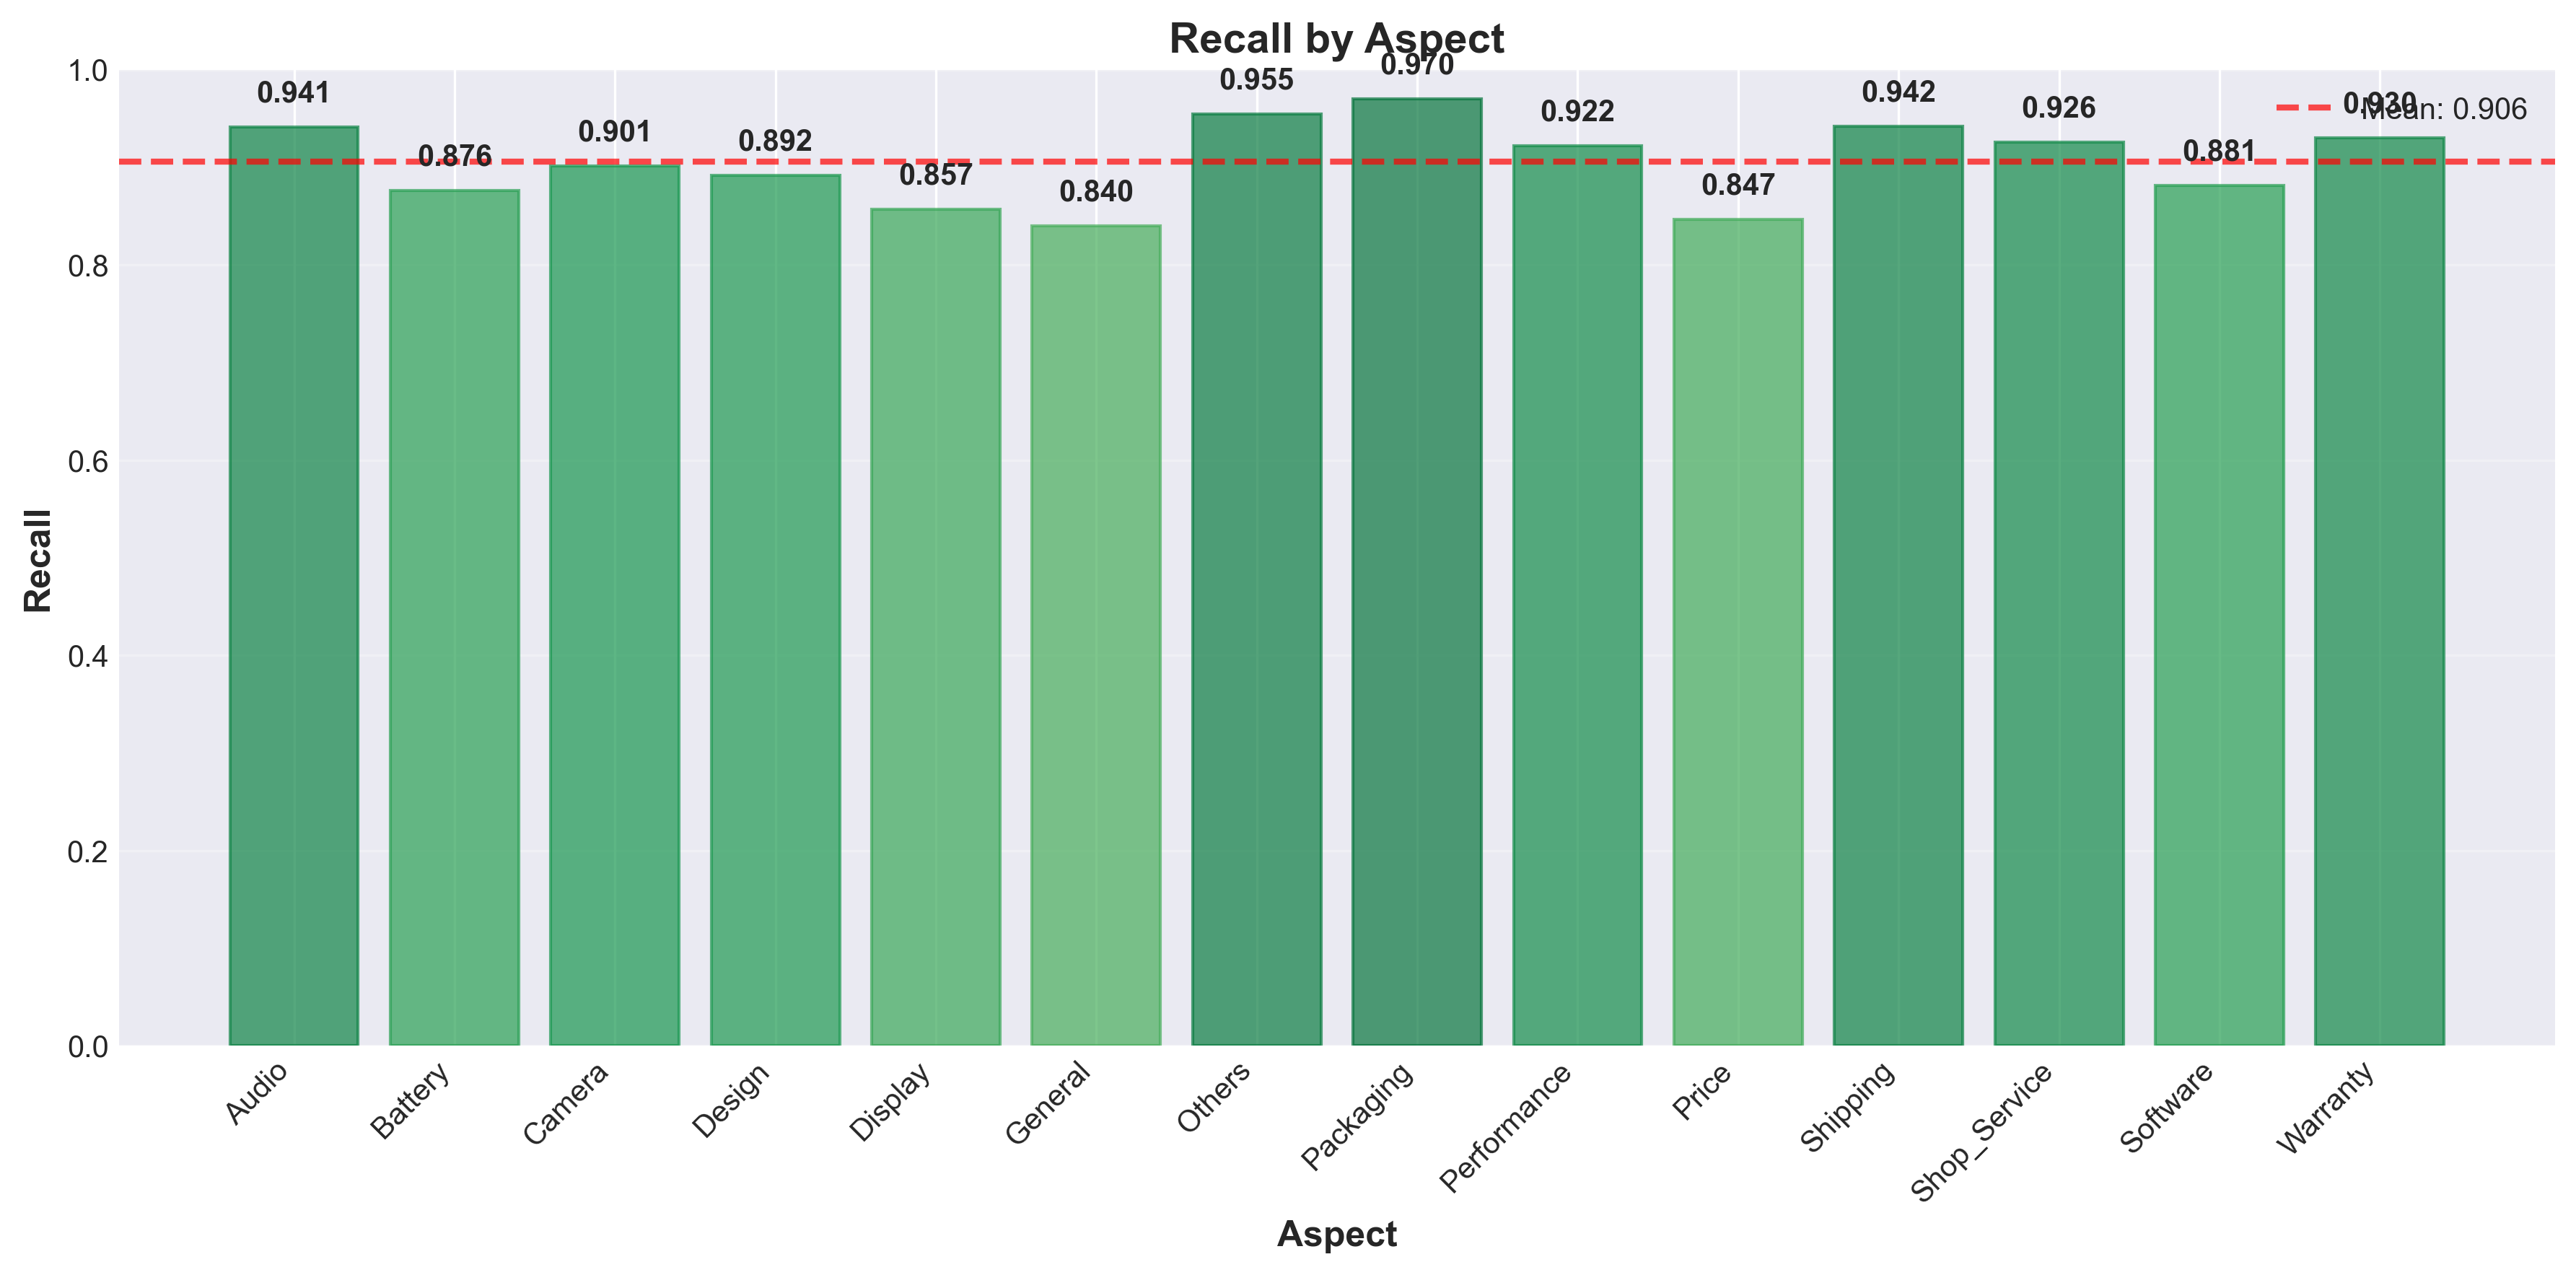 Recall by Aspect
1.0
0.8
0.6
0.4
0.2
0.0
Recall
0.941
0.876
0.901
0.892
0.857
0.840
0.955
0.970
0.922
0.847
0.942
0.926
0.881
0.930
Mean: 0.906
Audio
Battery
Camera
Design
Display
General
Others
Packaging
Performance
Price
Shipping
Shop_Service
Software
Warranty
Aspect